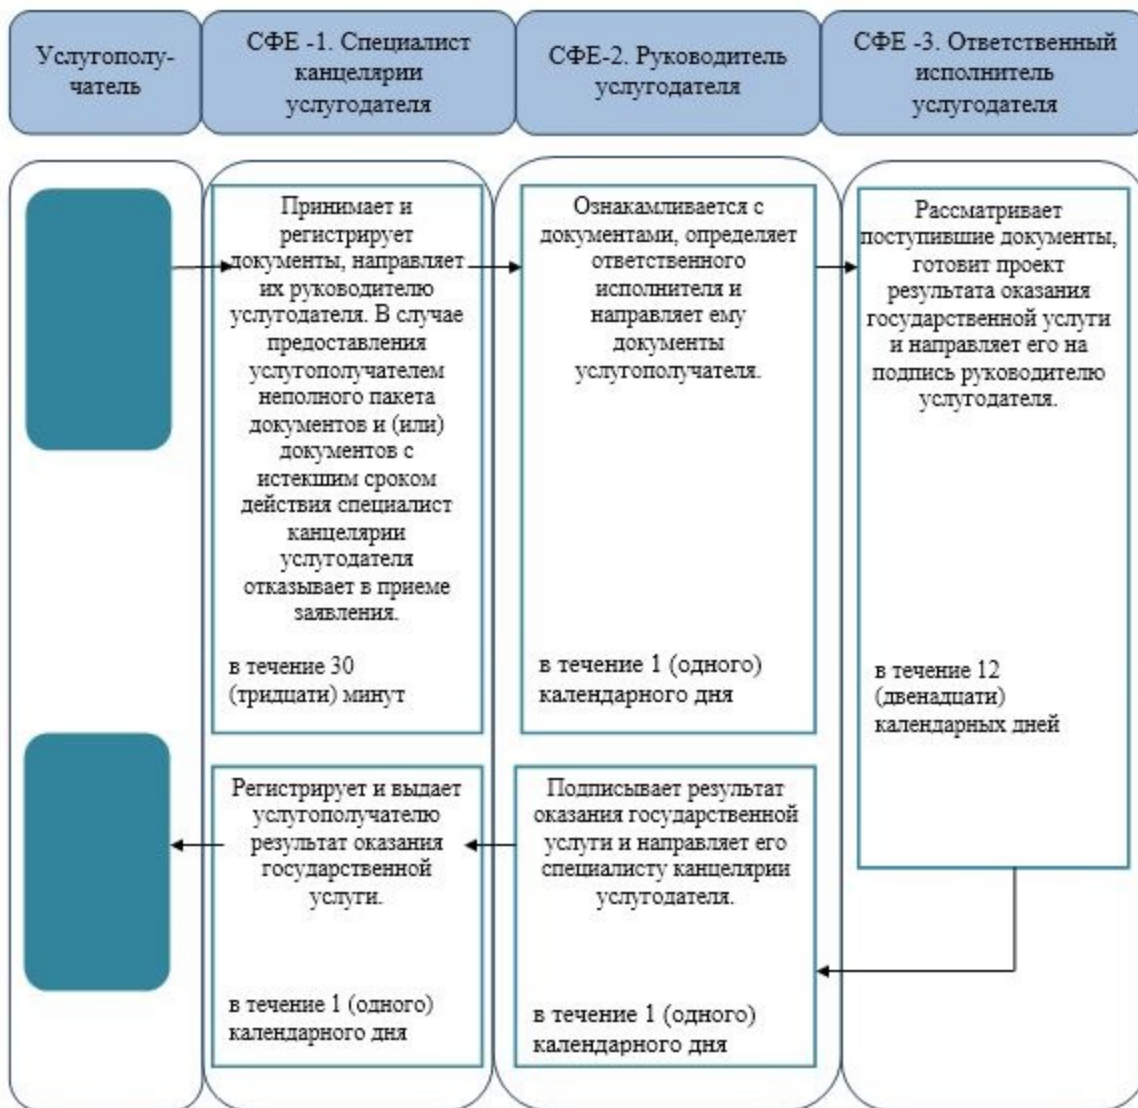 Услугополу-
чатель
СФЕ -1. Специалист
канцелярии
услугодателя
СФЕ-2. Руководитель
услугодателя
СФЕ -3. Ответственный
исполнитель
услугодателя
Принимает и
регистрирует
документы, направляет
их руководителю
услугодателя. В случае
предоставления
услугополучателем
неполного пакета
документов и (или)
документов с
истекшим сроком
действия специалист
канцелярии
услугодателя
отказывает в приеме
заявления.
в течение 30
(тридцати) минут
Ознакамливается с
документами, определяет
ответственного
исполнителя и
направляет ему
документы
услугополучателя.
в течение 1 (одного)
календарного дня
Рассматривает
поступившие документы,
готовит проект
результата оказания
государственной услуги
и направляет его на
подпись руководителю
услугодателя.
в течение 12
(двенадцати)
календарных дней
Регистрирует и выдает
услугополучателю
результат оказания
государственной
услуги.
в течение 1 (одного)
календарного дня
Подписывает результат
оказания государственной
услуги и направляет его
специалисту канцелярии
услугодателя.
в течение 1 (одного)
календарного дня